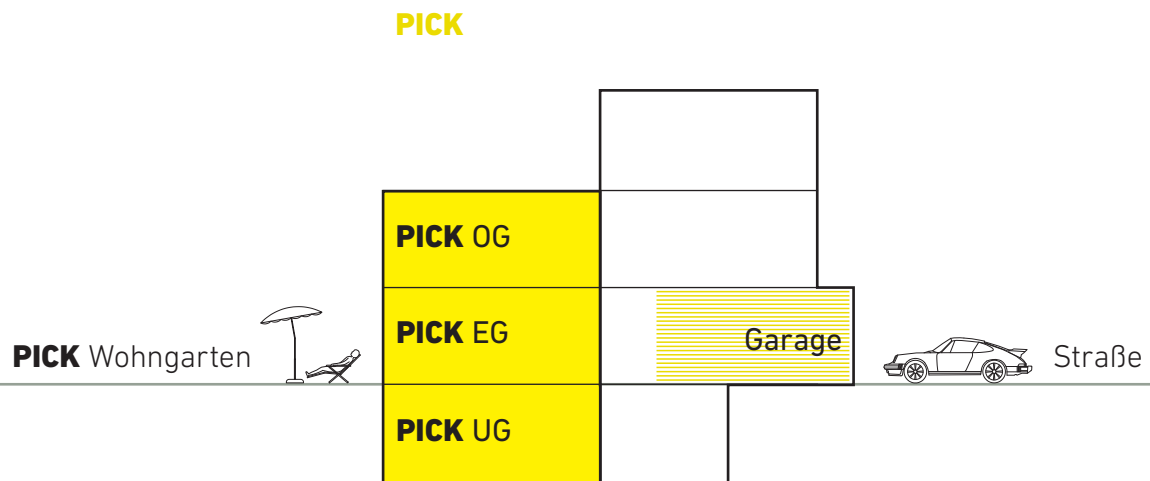 PICK
PICK OG
PICK EG
Garage
PICK Wohngarten
Straße
PICK UG